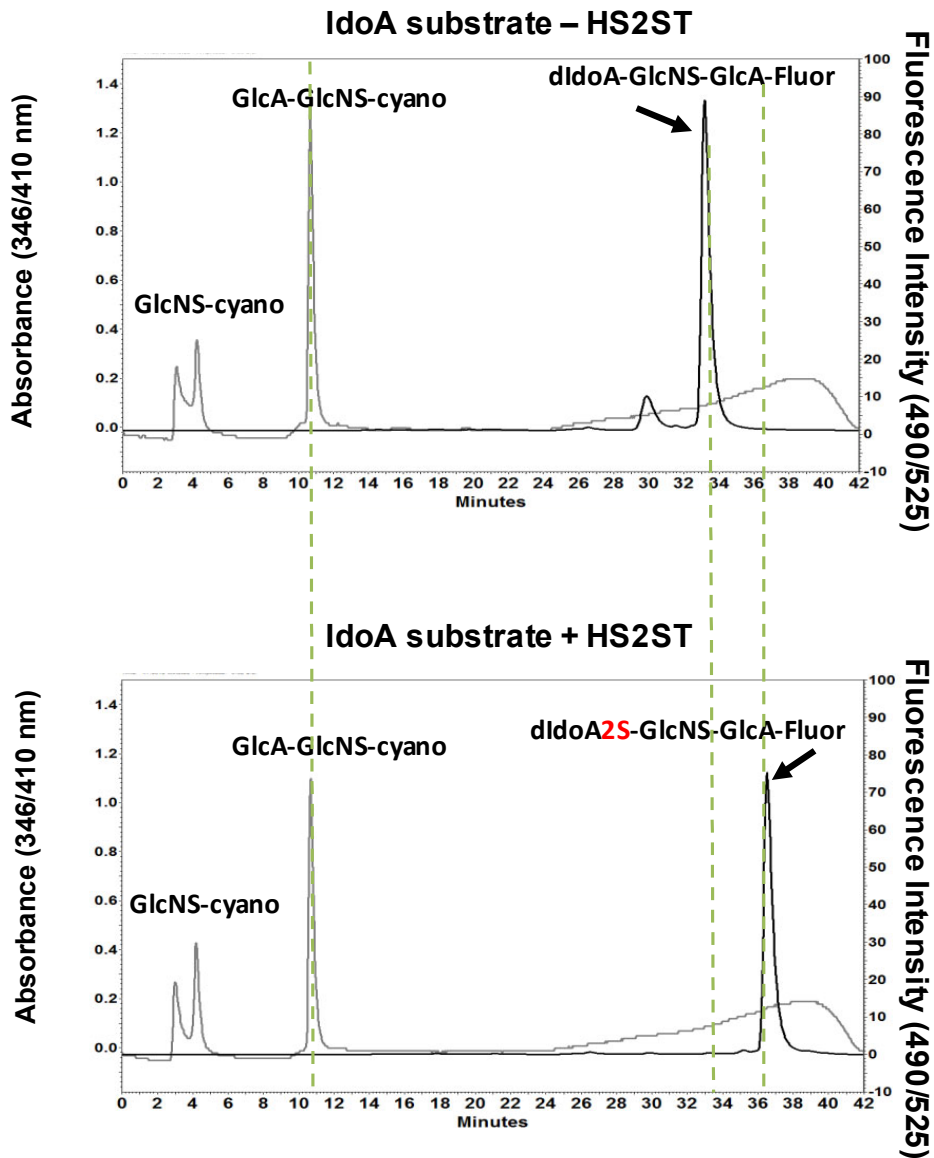 IdoA substrate – HS2ST
Absorbance (346/410 nm)
1.4
1.2
1.0
0.8
0.6
0.4
0.2
0.0
GlcNS-cyano
GlcA-GlcNS-cyano
dIdoA-GlcNS-GlcA-Fluor
100
90
80
70
60
50
40
30
20
10
0
-10
Fluorescence Intensity (490/525)
0 2 4 6 8 10 12 14 16 18 20 22 24 26 28 30 32 34 36 38 40 42
Minutes
IdoA substrate + HS2ST
Absorbance (346/410 nm)
1.4
1.2
1.0
0.8
0.6
0.4
0.2
0.0
GlcNS-cyano
GlcA-GlcNS-cyano
dIdoA2S-GlcNS-GlcA-Fluor
100
90
80
70
60
50
40
30
20
10
0
-10
Fluorescence Intensity (490/525)
0 2 4 6 8 10 12 14 16 18 20 22 24 26 28 30 32 34 36 38 40 42
Minutes